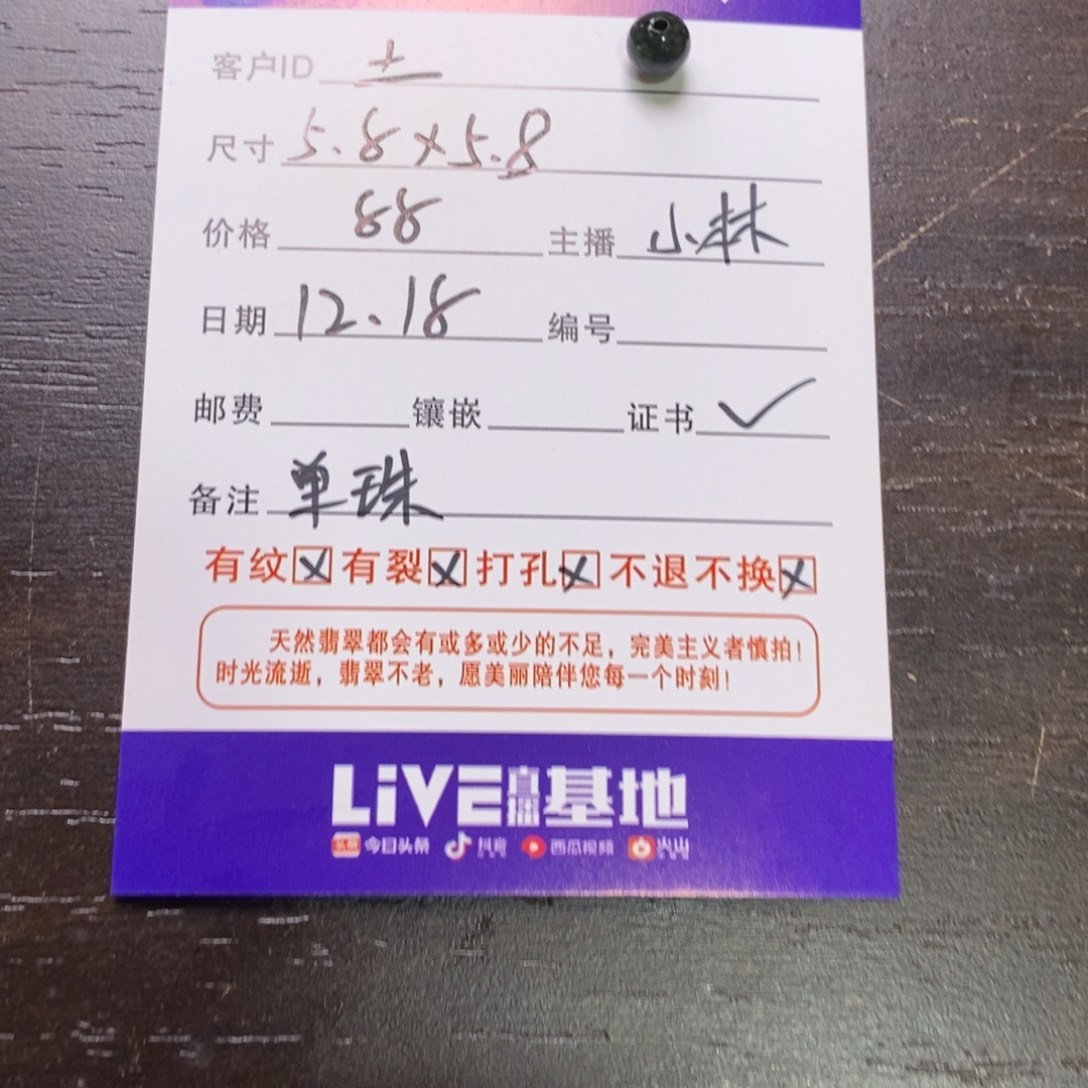 客户ID 土
尺寸 5.8×5.8
价格 88 主播 小林
日期 12.18 编号
邮费 镶嵌 证书 ✓
备注 单珠
有纹☒ 有裂☒ 打孔☒ 不退不换☒
天然翡翠都会有或多或少的不足，完美主义者慎拍！
时光流逝，翡翠不老，愿美丽陪伴您每一个时刻！
LiVE直播基地
头条 今日头条 抖音 西瓜视频 火山